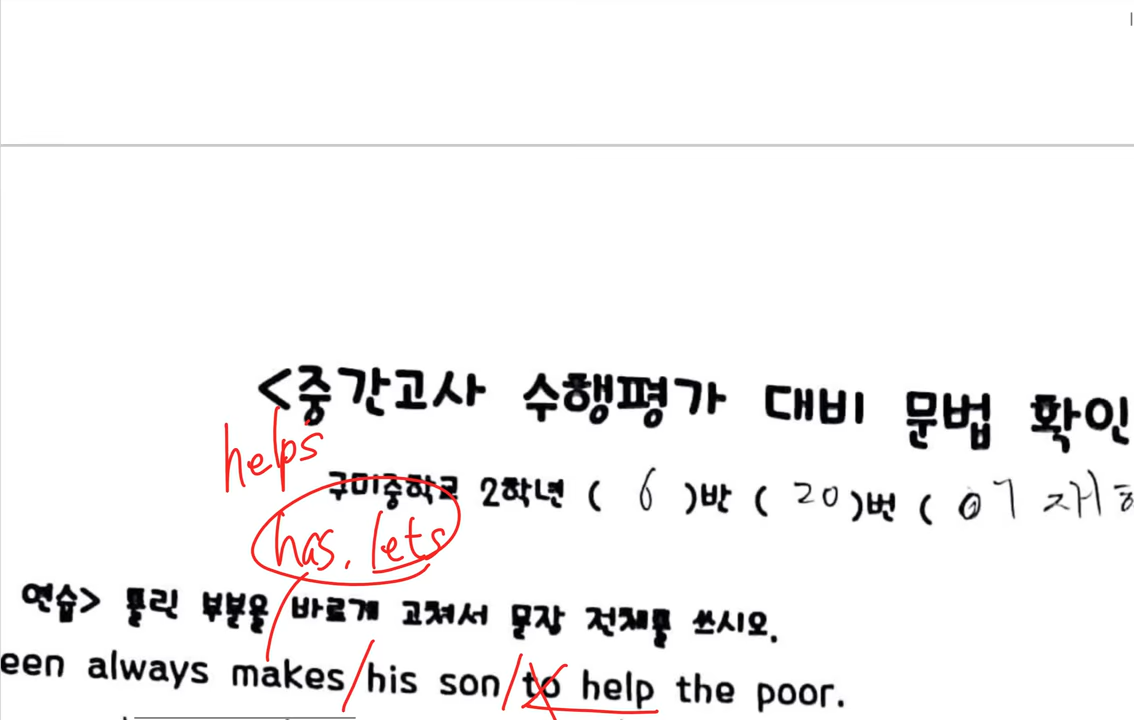 <중간고사 수행평가 대비 문법 확인
helps
구미중학교 2학년 ( 6 )반 ( 20 )번 (
has, lets
연습> 틀린 부분을 바르게 고쳐서 문장 전체를 쓰시오.
een always makes / his son / to help the poor.